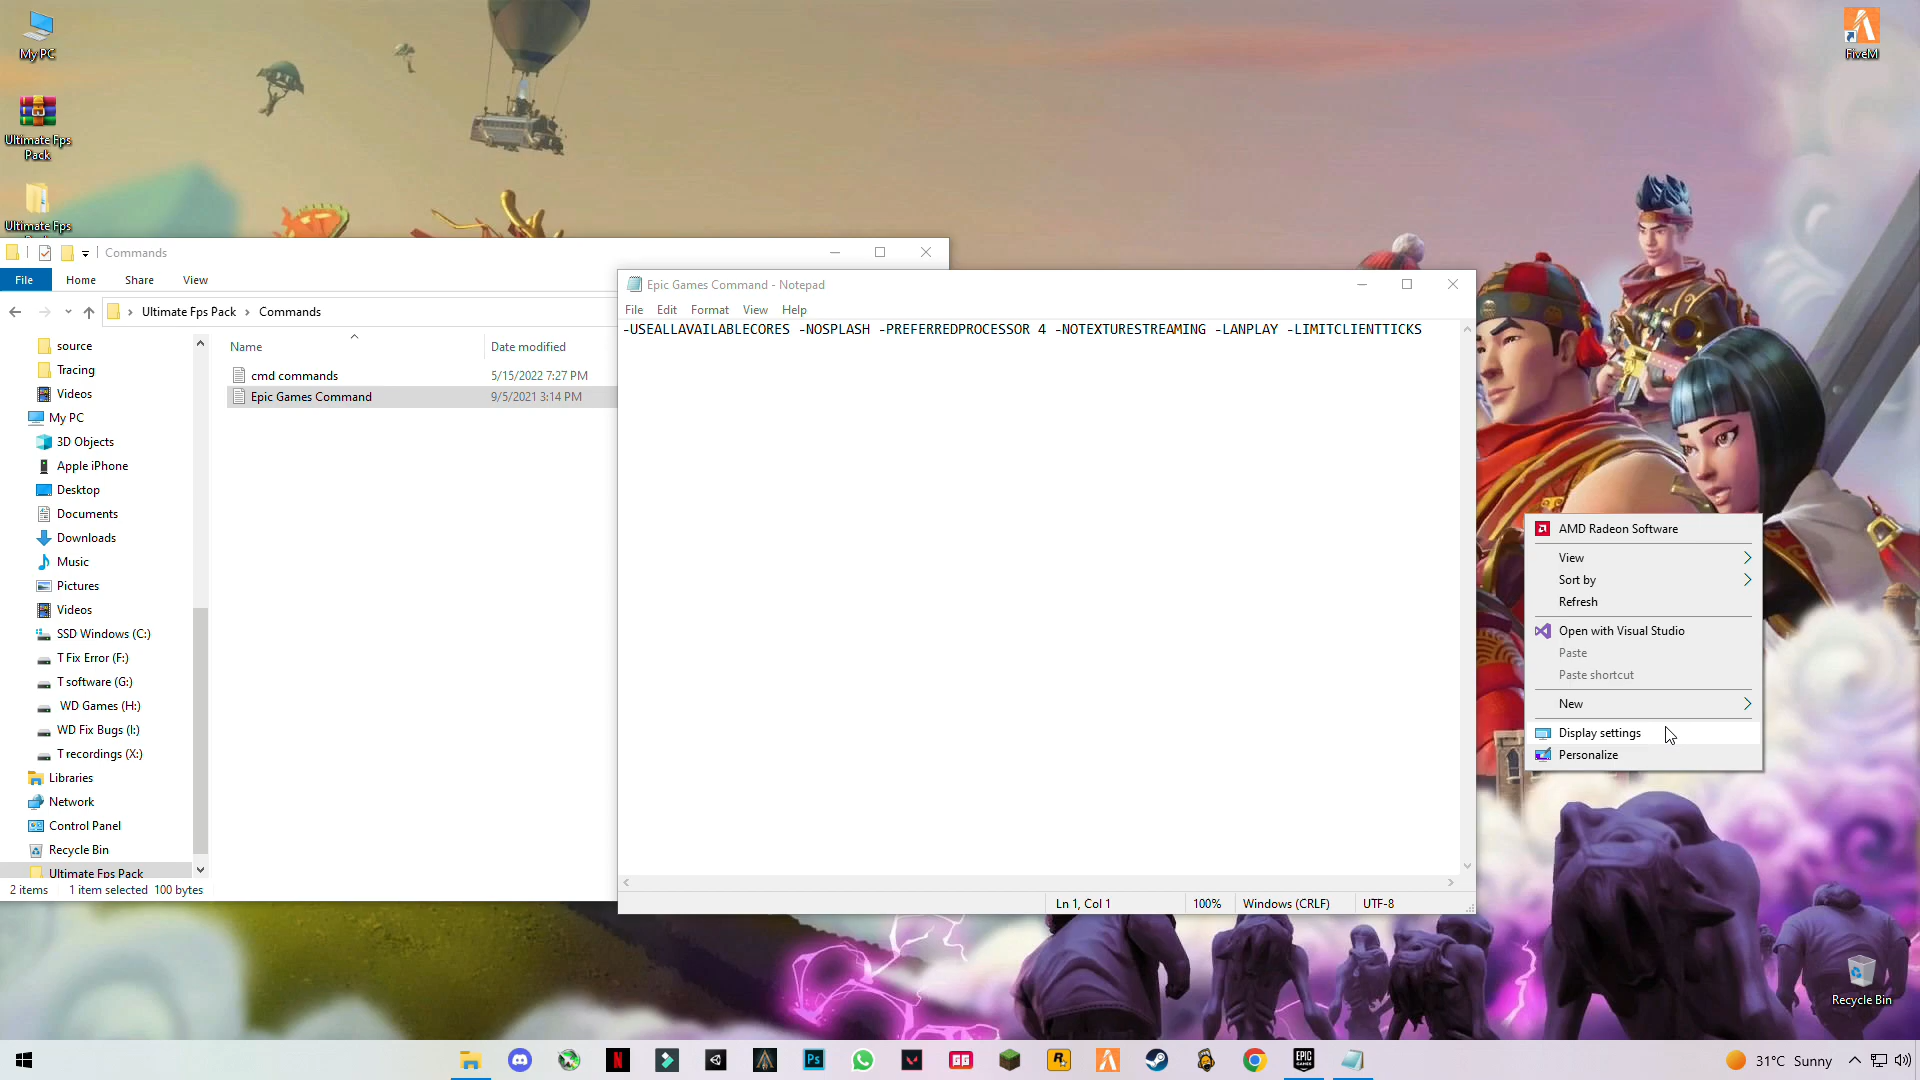 My PC
Ultimate Fps
Pack
Ultimate Fps
FiveM
Commands
File
Home
Share
View
Ultimate Fps Pack
Commands
source
Tracing
Videos
My PC
3D Objects
Apple iPhone
Desktop
Documents
Downloads
Music
Pictures
Videos
SSD Windows (C:)
T Fix Error (F:)
T software (G:)
WD Games (H:)
WD Fix Bugs (I:)
T recordings (X:)
Libraries
Network
Control Panel
Recycle Bin
Ultimate Fps Pack
Name
Date modified
cmd commands
5/15/2022 7:27 PM
Epic Games Command
9/5/2021 3:14 PM
2 items
1 item selected 100 bytes
Epic Games Command - Notepad
File
Edit
Format
View
Help
-USEALLAVAILABLECORES -NOSPLASH -PREFERREDPROCESSOR 4 -NOTEXTURESTREAMING -LANPLAY -LIMITCLIENTTICKS
Ln 1, Col 1
100%
Windows (CRLF)
UTF-8
AMD Radeon Software
View
Sort by
Refresh
Open with Visual Studio
Paste
Paste shortcut
New
Display settings
Personalize
Recycle Bin
N
Ps
GG
R
EPIC
GAMES
31°C Sunny